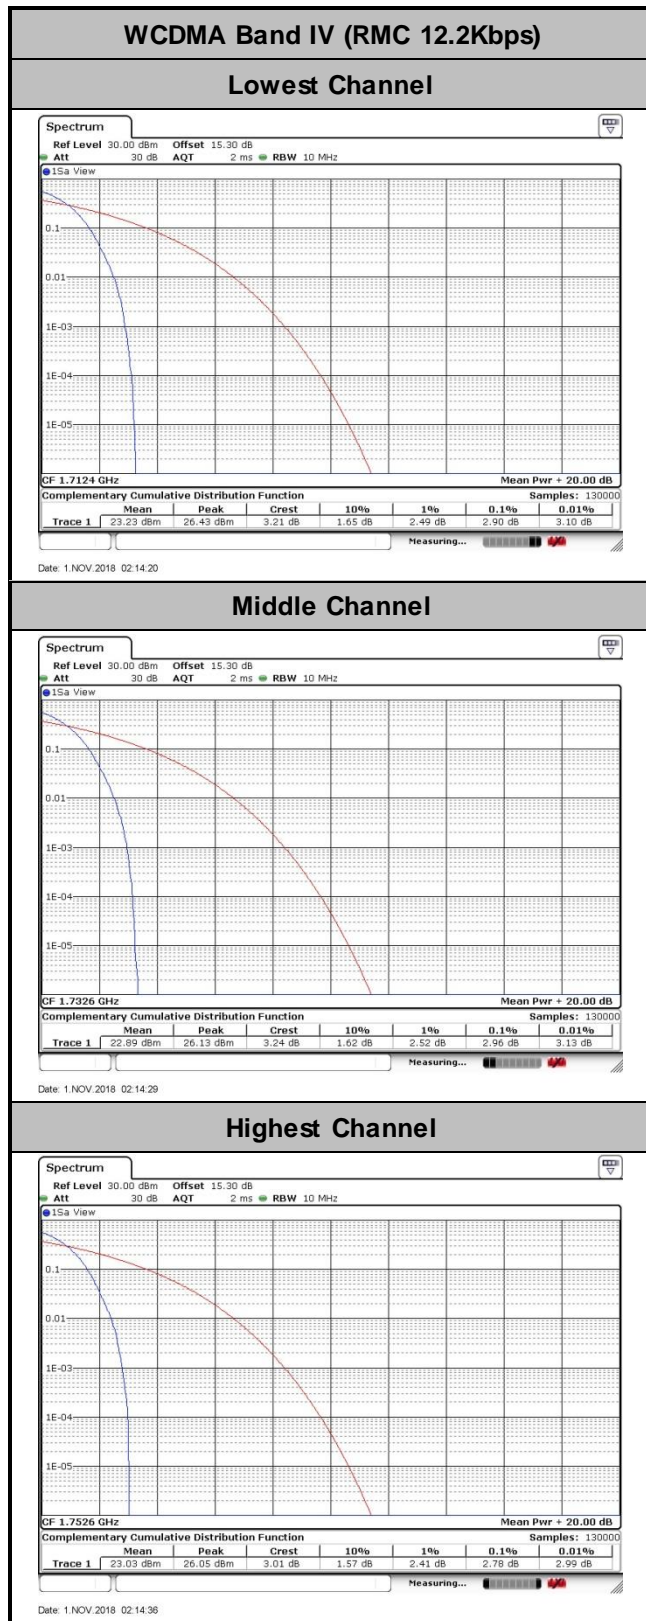 WCDMA Band IV (RMC 12.2Kbps)
Lowest Channel
Spectrum
Ref Level 30.00 dBm Offset 15.30 dB
Att 30 dB AQT 2 ms RBW 10 MHz
1Sa View
0.1
0.01
1E-03
1E-04
1E-05
CF 1.7124 GHz Mean Pwr + 20.00 dB
Complementary Cumulative Distribution Function Samples: 130000
Mean Peak Crest 10% 1% 0.1% 0.01%
Trace 1 23.23 dBm 26.43 dBm 3.21 dB 1.65 dB 2.49 dB 2.90 dB 3.10 dB
Measuring...
Date: 1.NOV.2018 02:14:20
Middle Channel
Spectrum
Ref Level 30.00 dBm Offset 15.30 dB
Att 30 dB AQT 2 ms RBW 10 MHz
1Sa View
0.1
0.01
1E-03
1E-04
1E-05
CF 1.7326 GHz Mean Pwr + 20.00 dB
Complementary Cumulative Distribution Function Samples: 130000
Mean Peak Crest 10% 1% 0.1% 0.01%
Trace 1 22.89 dBm 26.13 dBm 3.24 dB 1.62 dB 2.52 dB 2.96 dB 3.13 dB
Measuring...
Date: 1.NOV.2018 02:14:29
Highest Channel
Spectrum
Ref Level 30.00 dBm Offset 15.30 dB
Att 30 dB AQT 2 ms RBW 10 MHz
1Sa View
0.1
0.01
1E-03
1E-04
1E-05
CF 1.7526 GHz Mean Pwr + 20.00 dB
Complementary Cumulative Distribution Function Samples: 130000
Mean Peak Crest 10% 1% 0.1% 0.01%
Trace 1 23.03 dBm 26.05 dBm 3.01 dB 1.57 dB 2.41 dB 2.78 dB 2.99 dB
Measuring...
Date: 1.NOV.2018 02:14:36